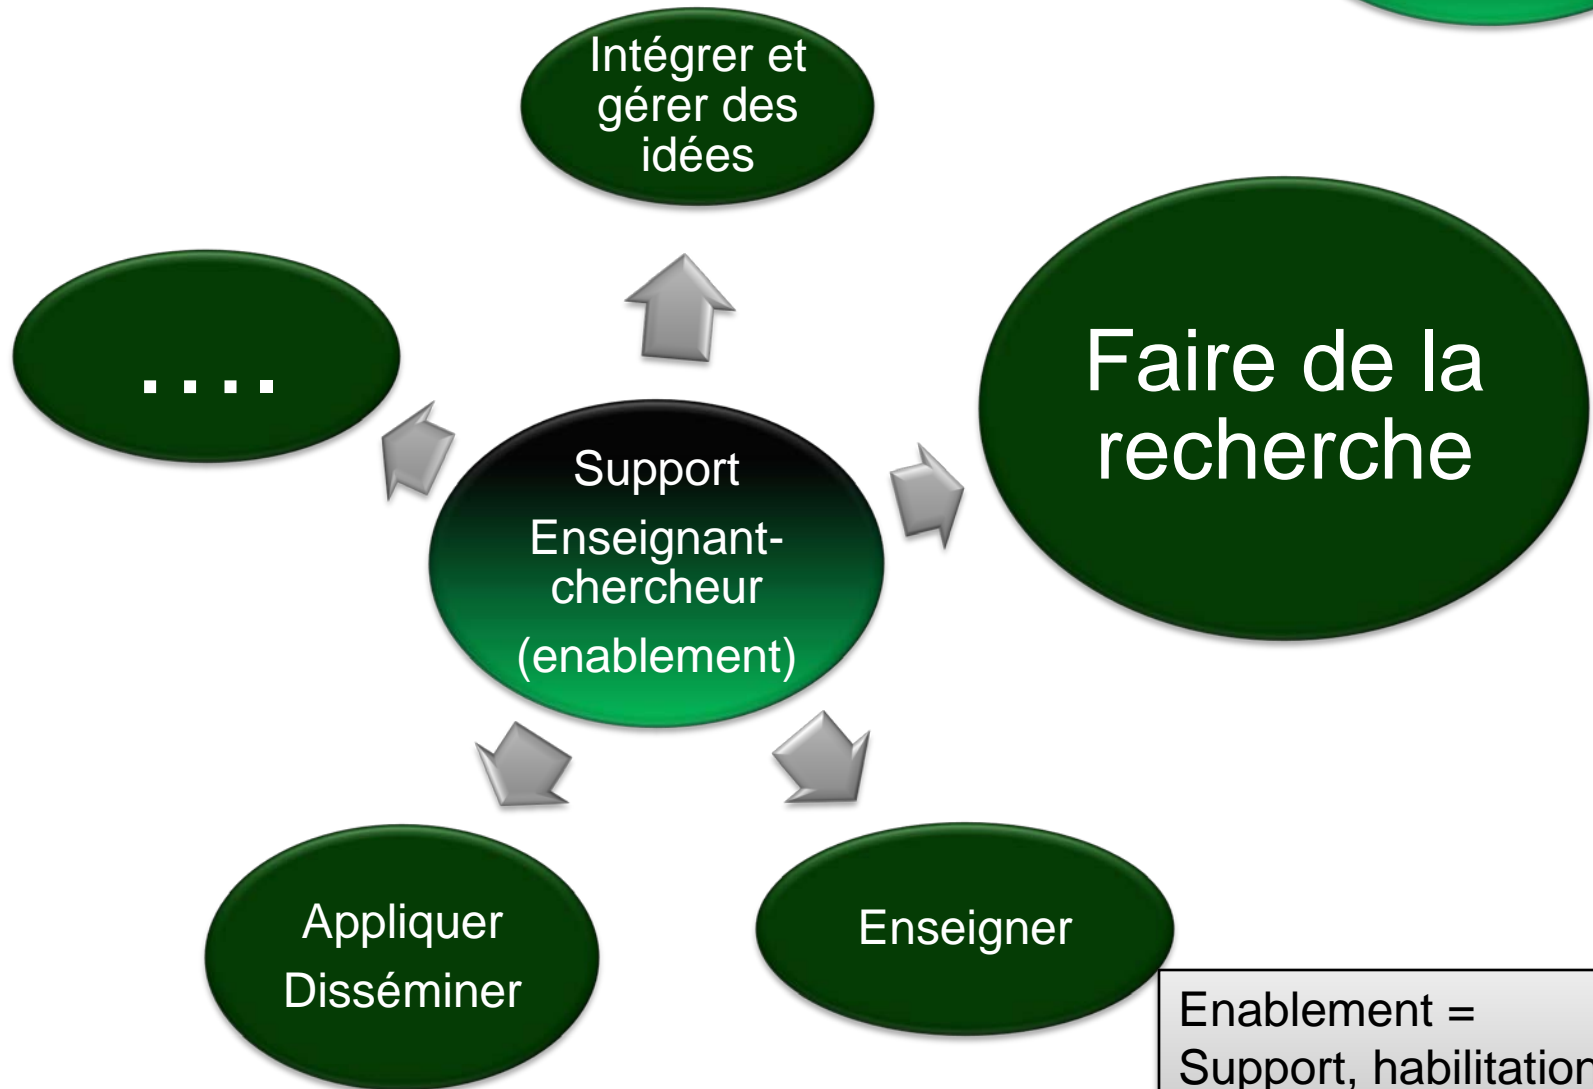 Intégrer et
gérer des
idées
Faire de la
recherche
....
Support
Enseignant-
chercheur
(enablement)
Appliquer
Disséminer
Enseigner
Enablement =
Support, habilitation